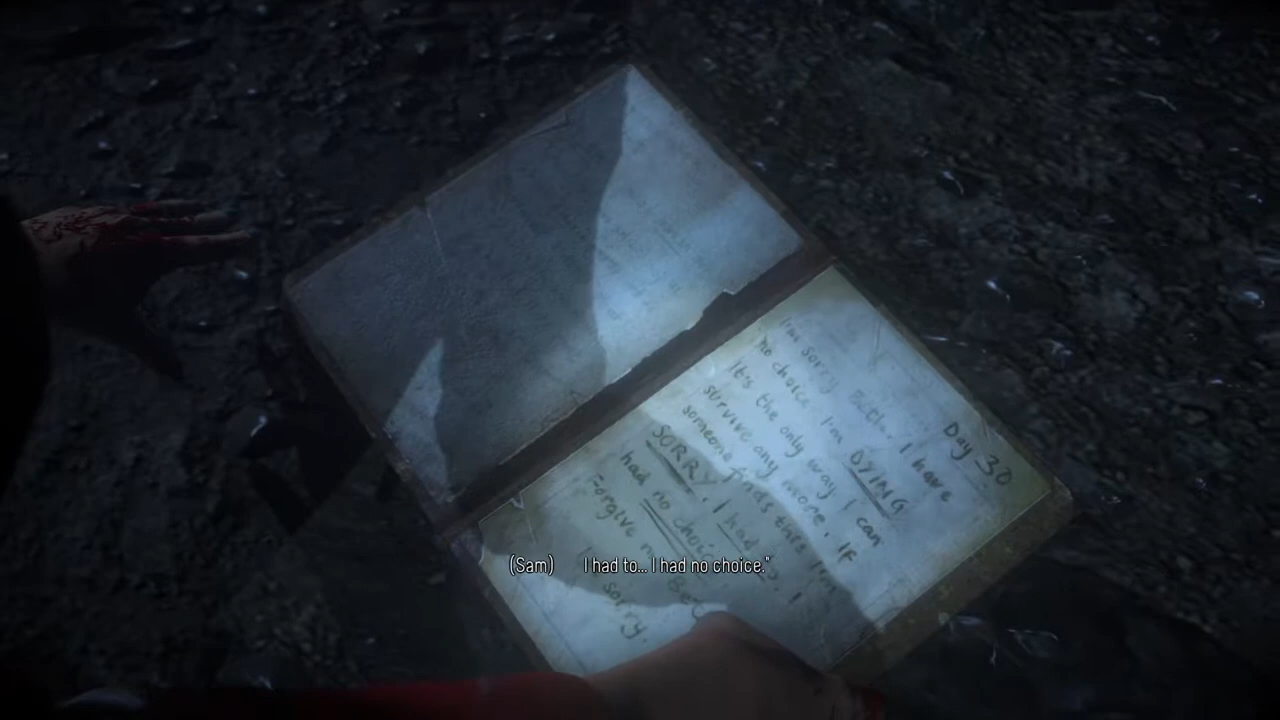 Day 30
I'm sorry Beth. I have
no choice. I'm DYING
It's the only way I can
survive any more. If
someone finds this I'm
SORRY. I had to. I
had no choice
Forgive me Beth
I'm sorry.
(Sam) I had to... I had no choice."